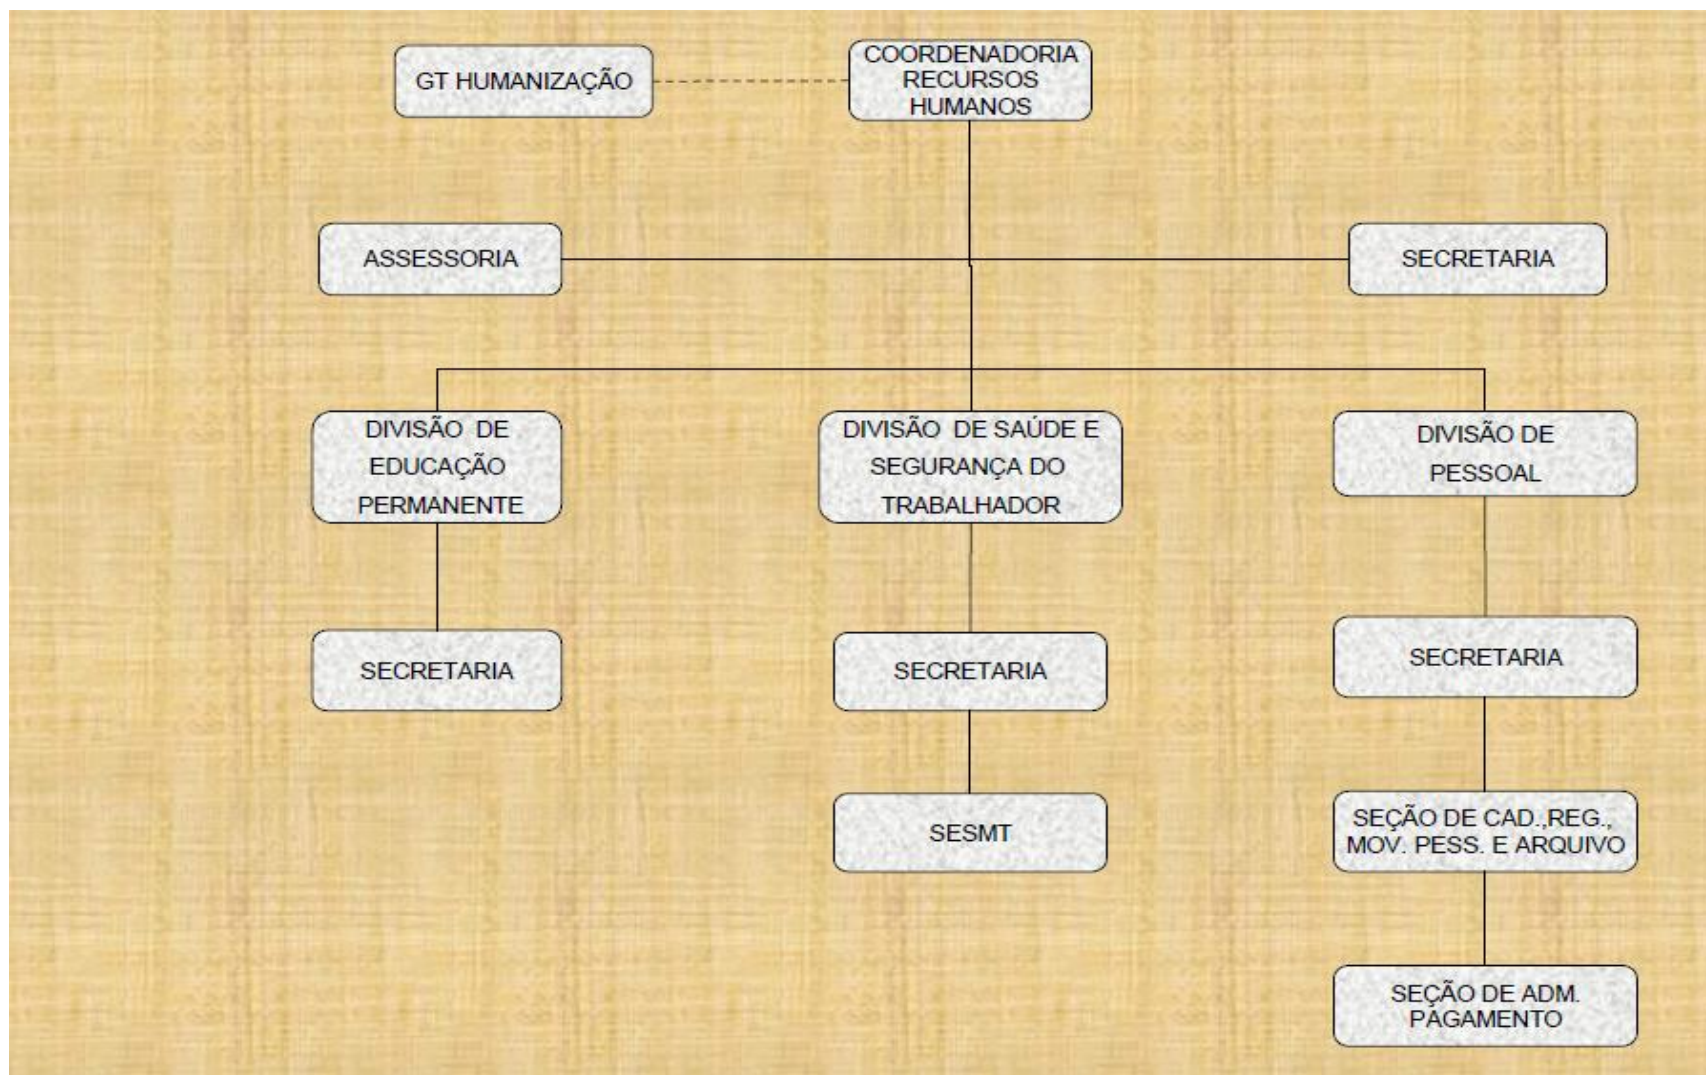 GT HUMANIZAÇÃO
COORDENADORIA
RECURSOS
HUMANOS
ASSESSORIA
SECRETARIA
DIVISÃO DE
EDUCAÇÃO
PERMANENTE
DIVISÃO DE SAÚDE E
SEGURANÇA DO
TRABALHADOR
DIVISÃO DE
PESSOAL
SECRETARIA
SECRETARIA
SECRETARIA
SESMT
SEÇÃO DE CAD.,REG.,
MOV. PESS. E ARQUIVO
SEÇÃO DE ADM.
PAGAMENTO